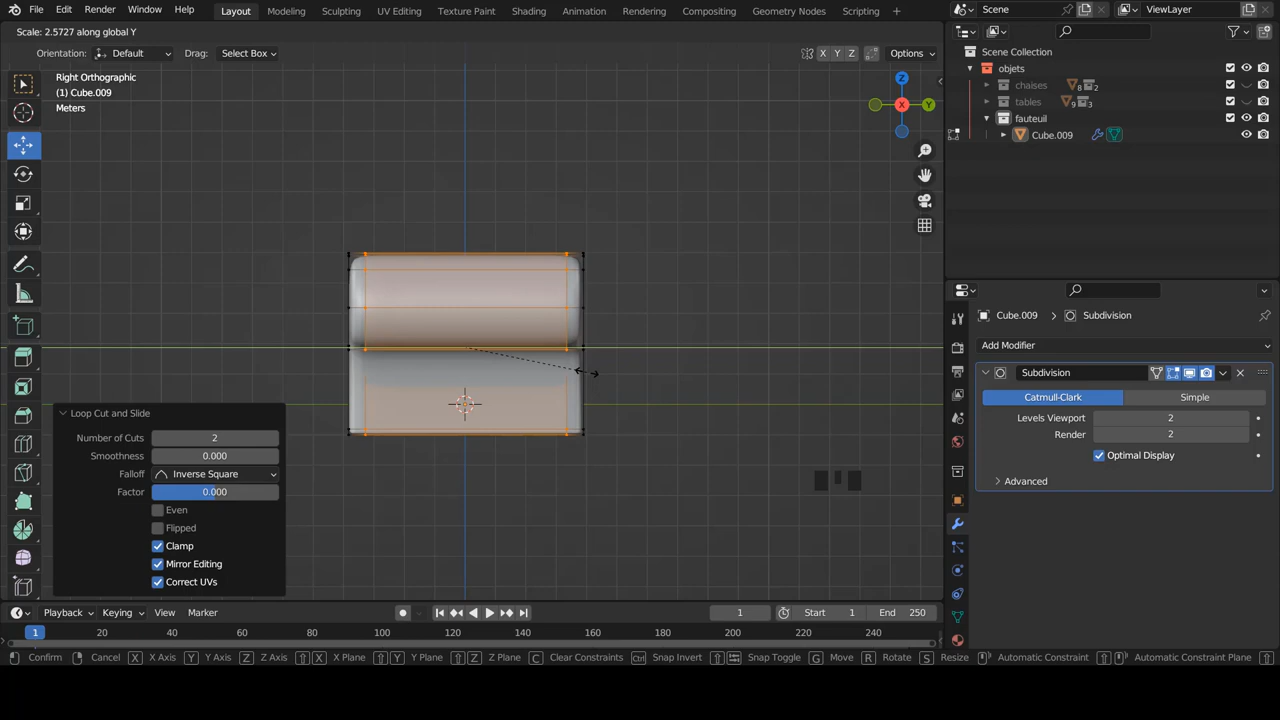 File Edit Render Window Help Layout Modeling Sculpting UV Editing Texture Paint Shading Animation Rendering Compositing Geometry Nodes Scripting Scene ViewLayer
Scale: 2.5727 along global Y
Orientation: Default Drag: Select Box X Y Z Options
Right Orthographic
(1) Cube.009
Meters
Z
X
Y
Scene Collection
objets
chaises 8 2
tables 9 3
fauteuil
Cube.009
Cube.009 > Subdivision
Add Modifier
Subdivision
Catmull-Clark Simple
Levels Viewport 2
Render 2
Optimal Display
Advanced
Loop Cut and Slide
Number of Cuts 2
Smoothness 0.000
Falloff Inverse Square
Factor 0.000
Even
Flipped
Clamp
Mirror Editing
Correct UVs
Playback Keying View Marker 1 Start 1 End 250
1 20 40 60 80 100 120 140 160 180 200 220 240
Confirm Cancel X X Axis Y Y Axis Z Z Axis X X Plane Y Y Plane Z Z Plane C Clear Constraints Ctrl Snap Invert Snap Toggle G Move R Rotate S Resize Automatic Constraint Automatic Constraint Plane